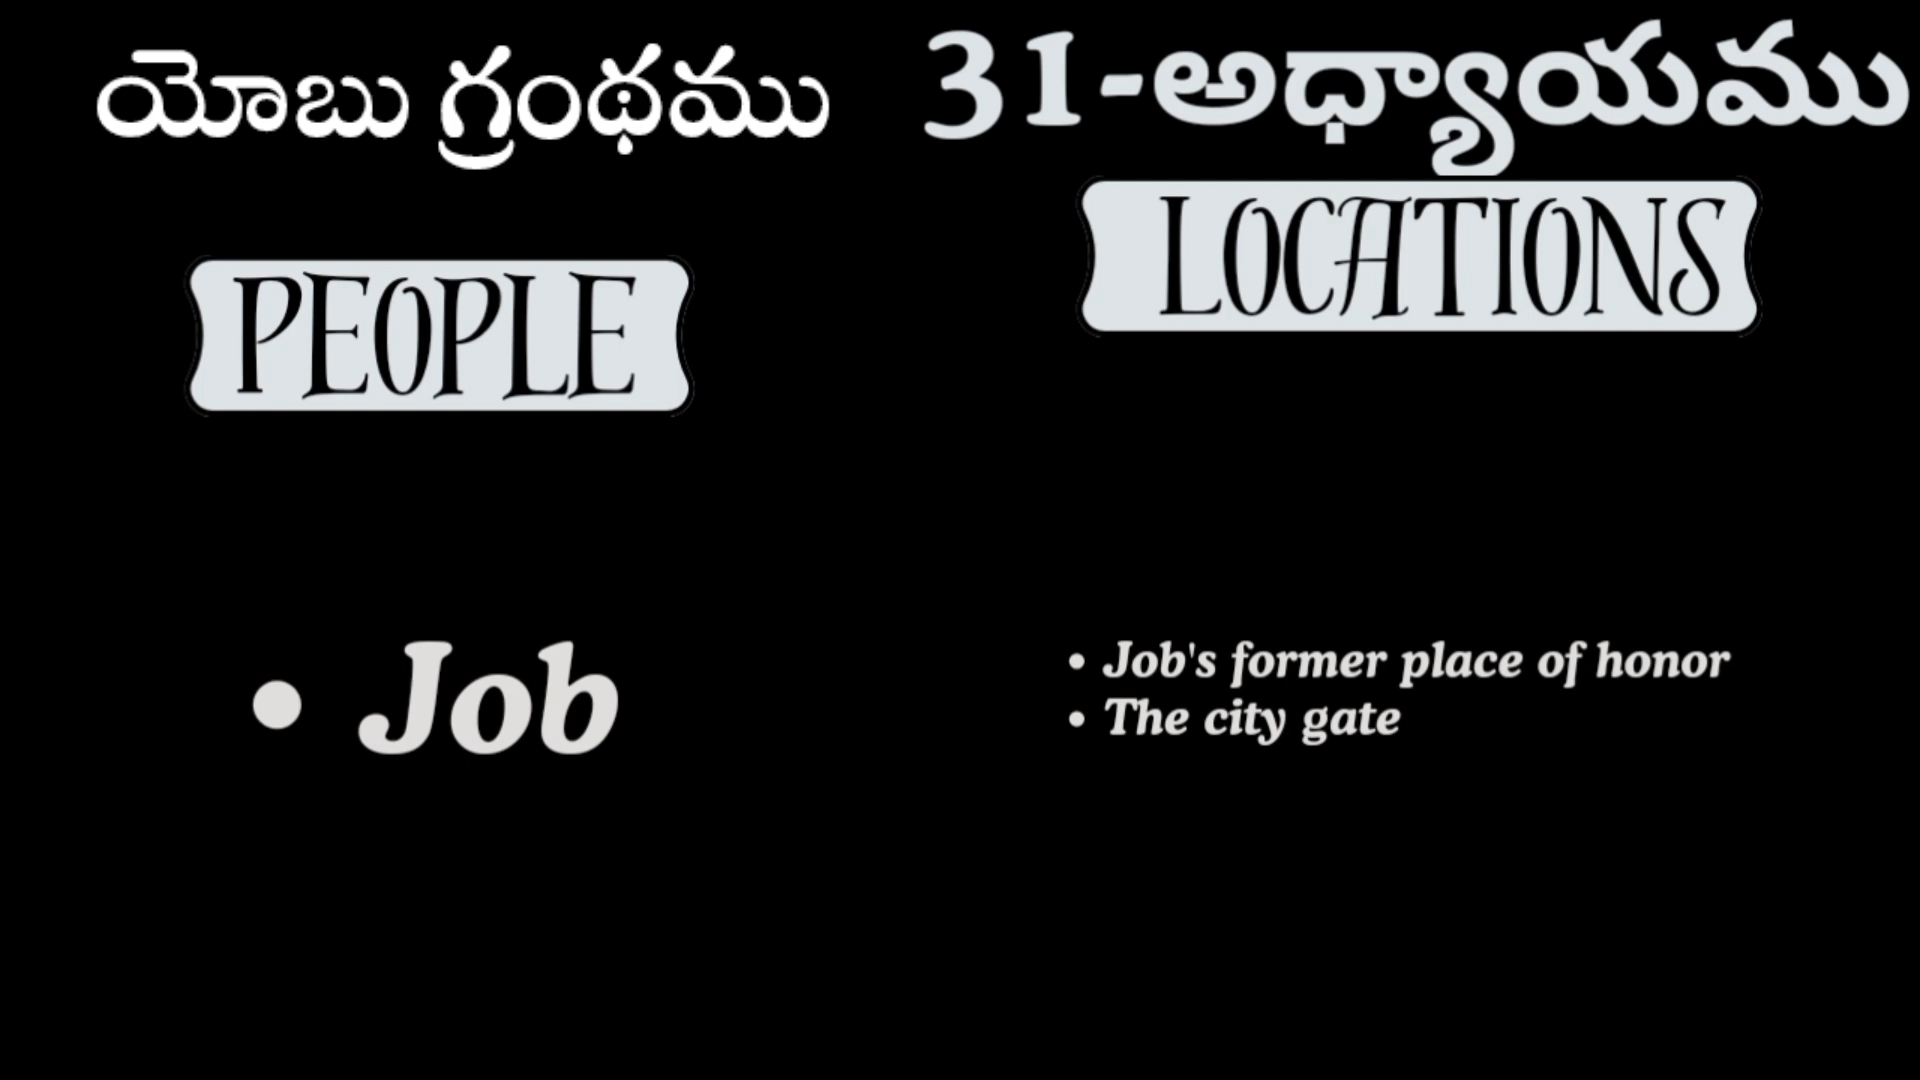 యోబు గ్రంథము
31-అధ్యాయము
PEOPLE
LOCATIONS
• Job
• Job's former place of honor
• The city gate